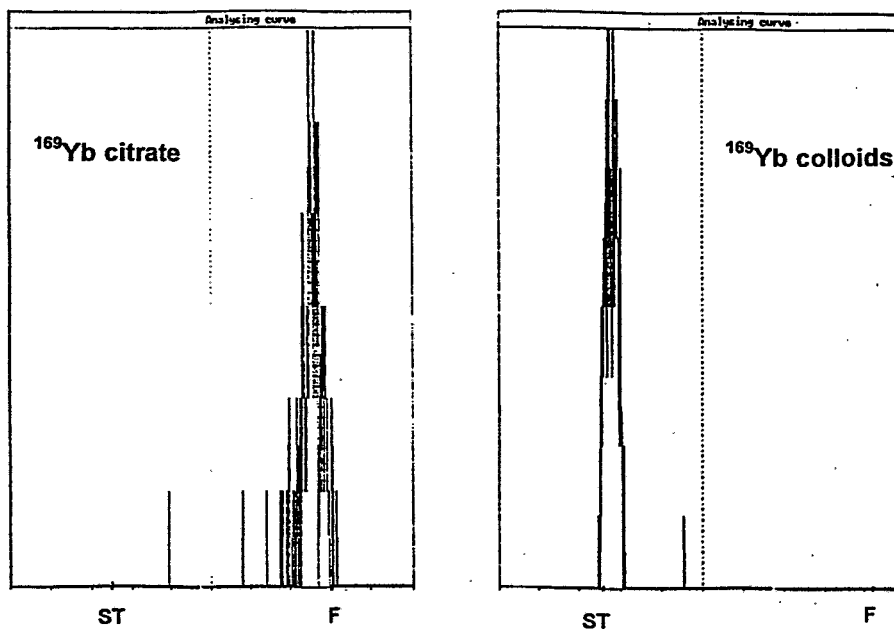 Analysing curve
¹⁶⁹Yb citrate
ST F
Analysing curve
¹⁶⁹Yb colloids
ST F